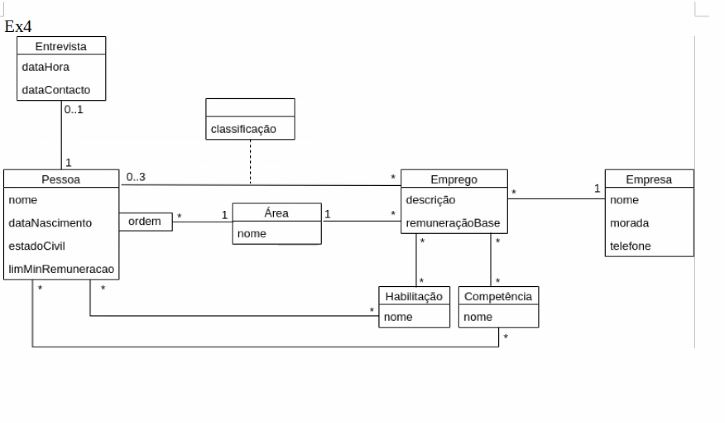 Ex4
Entrevista
dataHora
dataContacto
0..1
1
classificação
Pessoa
nome
dataNascimento
estadoCivil
limMinRemuneracao
0..3
*
ordem
*
1
Área
nome
1
*
Emprego
descrição
remuneraçãoBase
*
1
Empresa
nome
morada
telefone
*
*
*
*
Habilitação
nome
Competência
nome
*
*
*
*